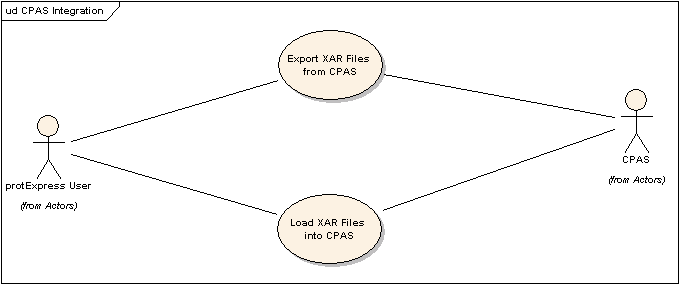 ud CPAS Integration
Export XAR Files
from CPAS
protExpress User
(from Actors)
CPAS
(from Actors)
Load XAR Files
into CPAS